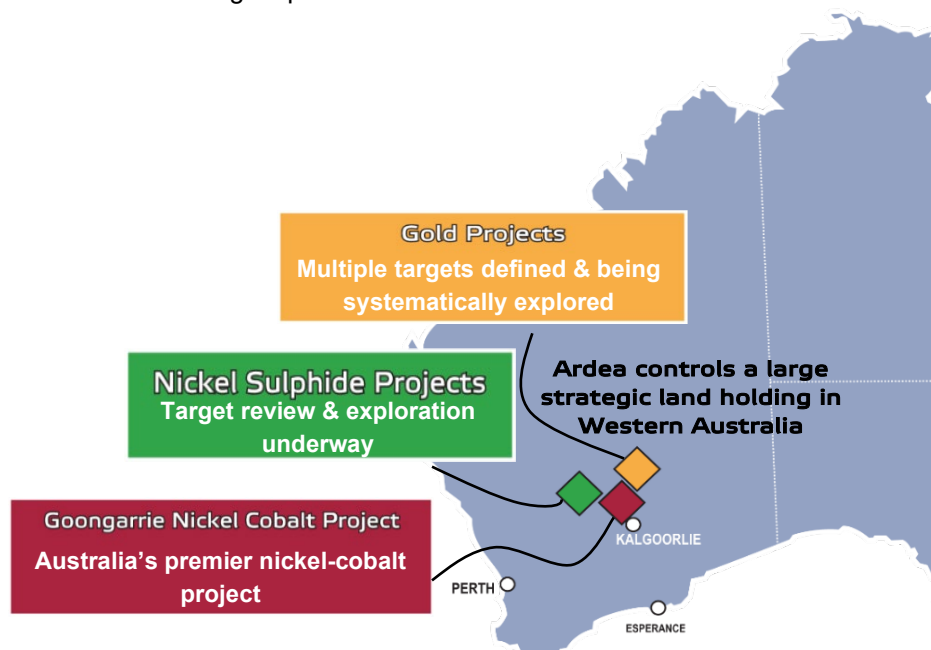 Gold Projects
Multiple targets defined & being
systematically explored
Ardea controls a large
strategic land holding in
Western Australia
Nickel Sulphide Projects
Target review & exploration
underway
Goongarrie Nickel Cobalt Project
Australia's premier nickel-cobalt
project
KALGOORLIE
PERTH
ESPERANCE